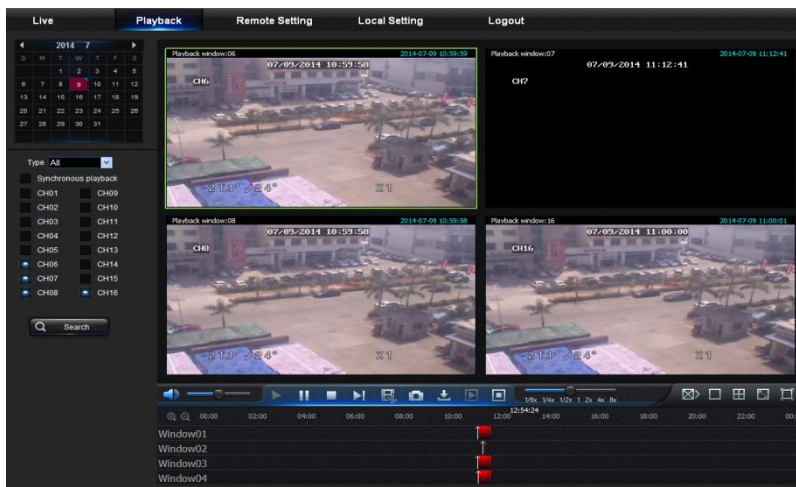 Live Playback Remote Setting Local Setting Logout
2014 7
S M T W T F S
1 2 3 4 5
6 7 8 9 10 11 12
13 14 15 16 17 18 19
20 21 22 23 24 25 26
27 28 29 30 31
Type All
Synchronous playback
CH01 CH09
CH02 CH10
CH03 CH11
CH04 CH12
CH05 CH13
CH06 CH14
CH07 CH15
CH08 CH16
Search
Playback window:06 2014-07-09 10:59:59
07/09/2014 10:59:58
CH6
211°/24° X1
Playback window:07 2014-07-09 11:12:41
07/09/2014 11:12:41
CH7
Playback window:08 2014-07-09 10:59:58
07/09/2014 10:59:58
CH8
211°/24° X1
Playback window:16 2014-07-09 11:00:01
07/09/2014 11:00:00
CH16
211°/24° X1
1/8x 1/4x 1/2x 1 2x 4x 8x
12:54:24
00:00 02:00 04:00 06:00 08:00 10:00 12:00 14:00 16:00 18:00 20:00 22:00 00:
Window01
Window02
Window03
Window04